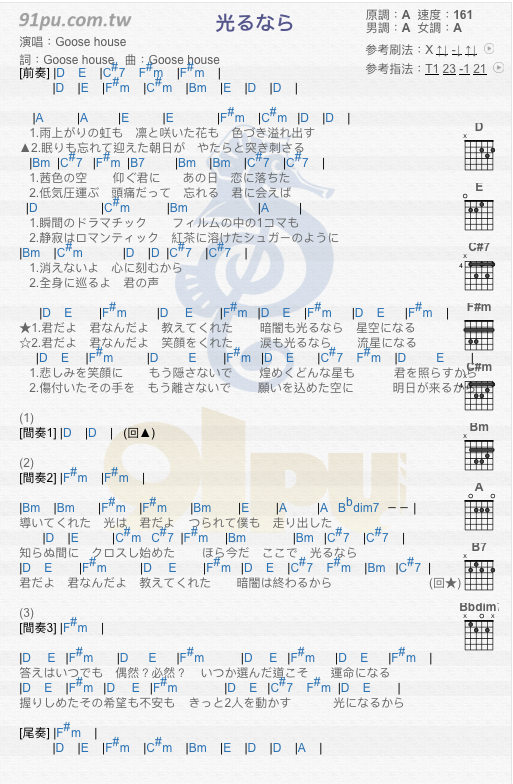 91pu.com.tw
光るなら
原調：A 速度：161
男調：A 女調：A
演唱：Goose house
參考刷法：X ↑↓ -↓ ↑↓
詞：Goose house 曲：Goose house
參考指法：T1 23 -1 21
[前奏] |D E |C#7 F#m |F#m |
|D |E |F#m |C#m |Bm |E |D |D |
|A |A |E |E |F#m |C#m |D |D |
1.雨上がりの虹も 凛と咲いた花も 色づき溢れ出す
▲2.眠りも忘れて迎えた朝日が やたらと突き刺さる
|Bm |C#7 |F#m |B7 |Bm |Bm |C#7 |C#7 |
1.茜色の空 仰ぐ君に あの日 恋に落ちた
2.低気圧運ぶ 頭痛だって 忘れる 君に会えば
|D |C#m |Bm |A |
1.瞬間のドラマチック フィルムの中の1コマも
2.静寂はロマンティック 紅茶に溶けたシュガーのように
|Bm |C#m |D |D |C#7 |C#7 |
1.消えないよ 心に刻むから
2.全身に巡るよ 君の声
|D E |F#m |D E |F#m |D E |F#m |D E |F#m |
★1.君だよ 君なんだよ 教えてくれた 暗闇も光るなら 星空になる
☆2.君だよ 君なんだよ 笑顔をくれた 涙も光るなら 流星になる
|D E |F#m |D E |F#m |D E |C#7 F#m |D E |
1.悲しみを笑顔に もう隠さないで 煌めくどんな星も 君を照らすから
2.傷付いたその手を もう離さないで 願いを込めた空に 明日が来るから
(1)
[間奏1] |D |D | (回▲)
(2)
[間奏2] |F#m |F#m |
|Bm |Bm |F#m |F#m |Bm |E |A |A Bbdim7 －－|
導いてくれた 光は 君だよ つられて僕も 走り出した
|D |E |C#m C#7 |F#m |Bm |Bm |C#7 |C#7 |
知らぬ間に クロスし始めた ほら今だ ここで 光るなら
|D E |F#m |D E |F#m |D E |C#7 F#m |Bm |C#7 |
君だよ 君なんだよ 教えてくれた 暗闇は終わるから (回★)
(3)
[間奏3] |F#m |
|D E |F#m |D E |F#m |D E |F#m |D E |F#m |
答えはいつでも 偶然？必然？ いつか選んだ道こそ 運命になる
|D E |F#m |D E |F#m |D E |C#7 F#m |D E |
握りしめたその希望も不安も きっと2人を動かす 光になるから
[尾奏] |F#m |
|D |E |F#m |C#m |Bm |E |D |D |A |
D
x
E
C#7
4
F#m
C#m
x
4
Bm
x
A
B7
x
Bbdim7
x
x
91pu